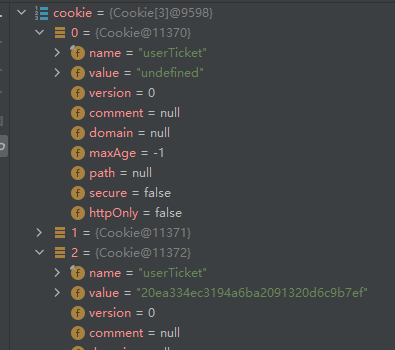 cookie = {Cookie[3]@9598}
0 = {Cookie@11370}
name = "userTicket"
value = "undefined"
version = 0
comment = null
domain = null
maxAge = -1
path = null
secure = false
httpOnly = false
1 = {Cookie@11371}
2 = {Cookie@11372}
name = "userTicket"
value = "20ea334ec3194a6ba2091320d6c9b7ef"
version = 0
comment = null